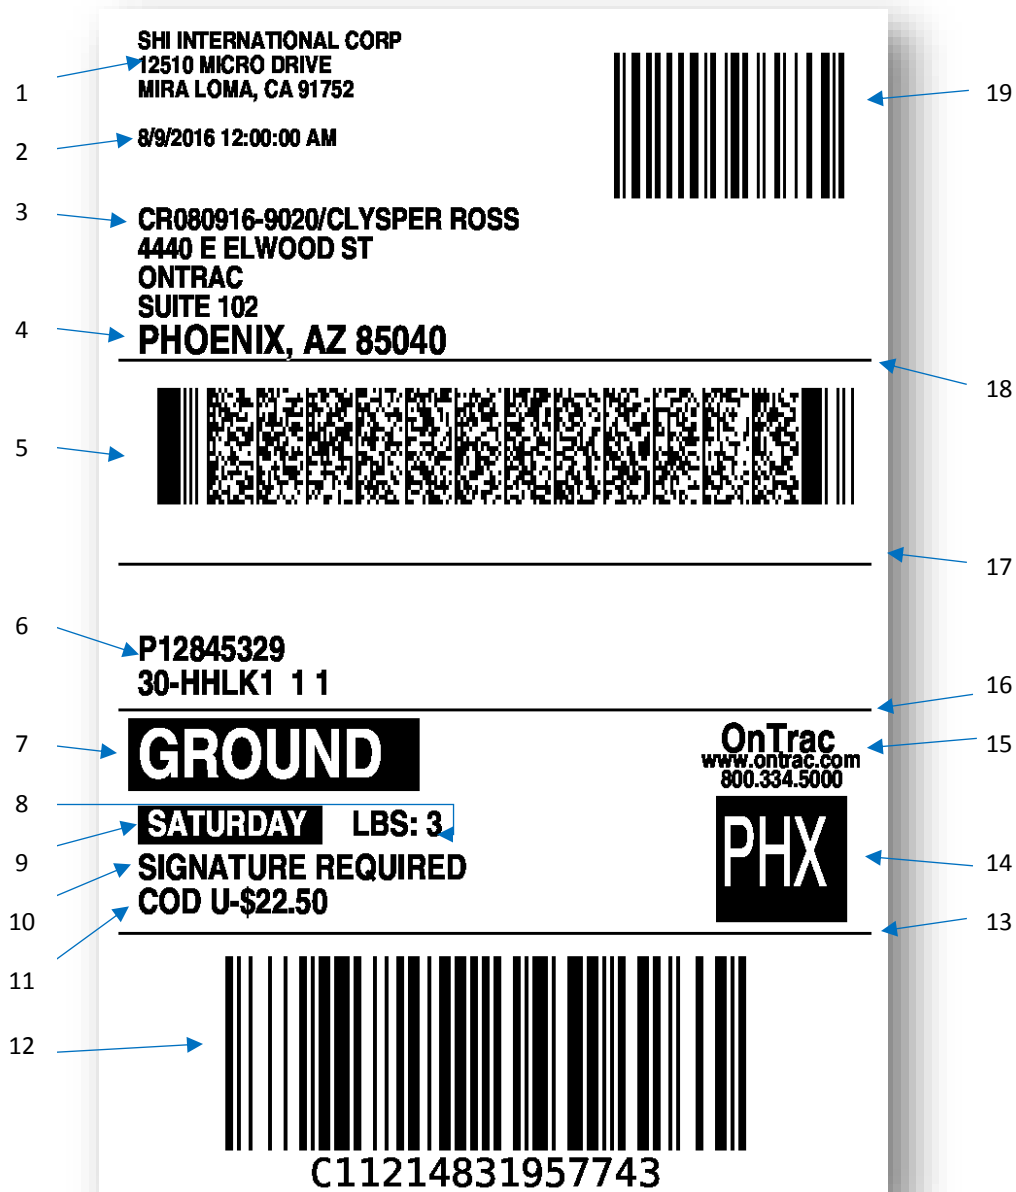 SHI INTERNATIONAL CORP
1
12510 MICRO DRIVE
MIRA LOMA, CA 91752
19
2
8/9/2016 12:00:00 AM
3
CR080916-9020/CLYSPER ROSS
4440 E ELWOOD ST
ONTRAC
SUITE 102
4
PHOENIX, AZ 85040
18
5
17
6
P12845329
30-HHLK1 1 1
16
7
GROUND
OnTrac
www.ontrac.com
800.334.5000
15
8
SATURDAY LBS: 3
PHX
9
SIGNATURE REQUIRED
14
10
COD U-$22.50
13
11
12
C11214831957743